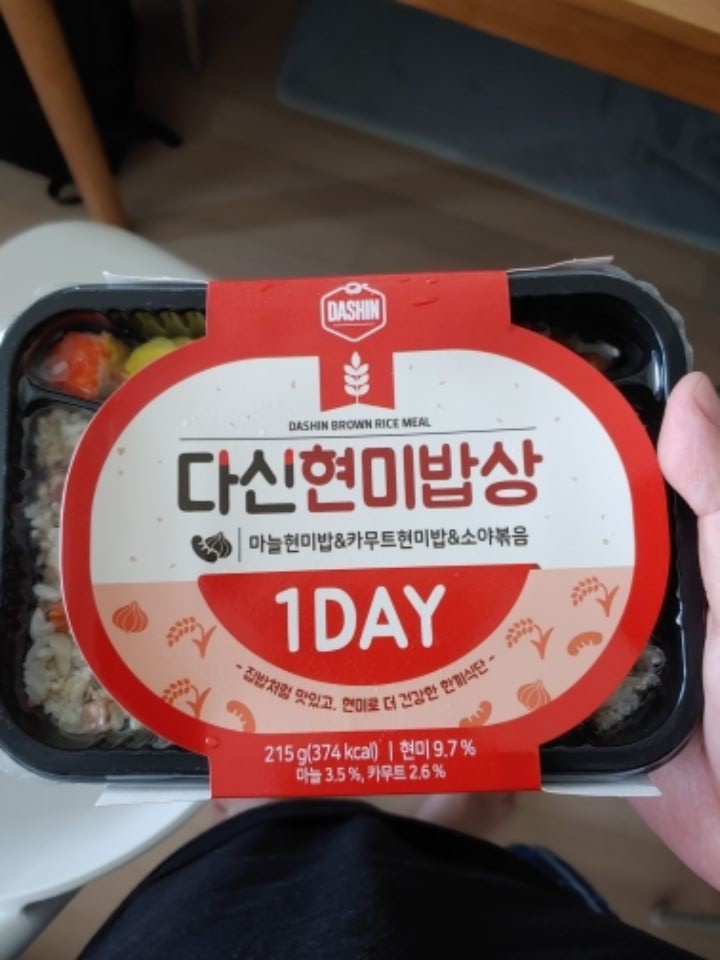 DASHIN
DASHIN BROWN RICE MEAL
다신현미밥상
마늘현미밥&카무트현미밥&소야볶음
1DAY
- 집밥처럼 맛있고, 현미로 더 건강한 한끼식단 -
215 g(374 kcal) | 현미 9.7 %
마늘 3.5 %, 카무트 2.6 %